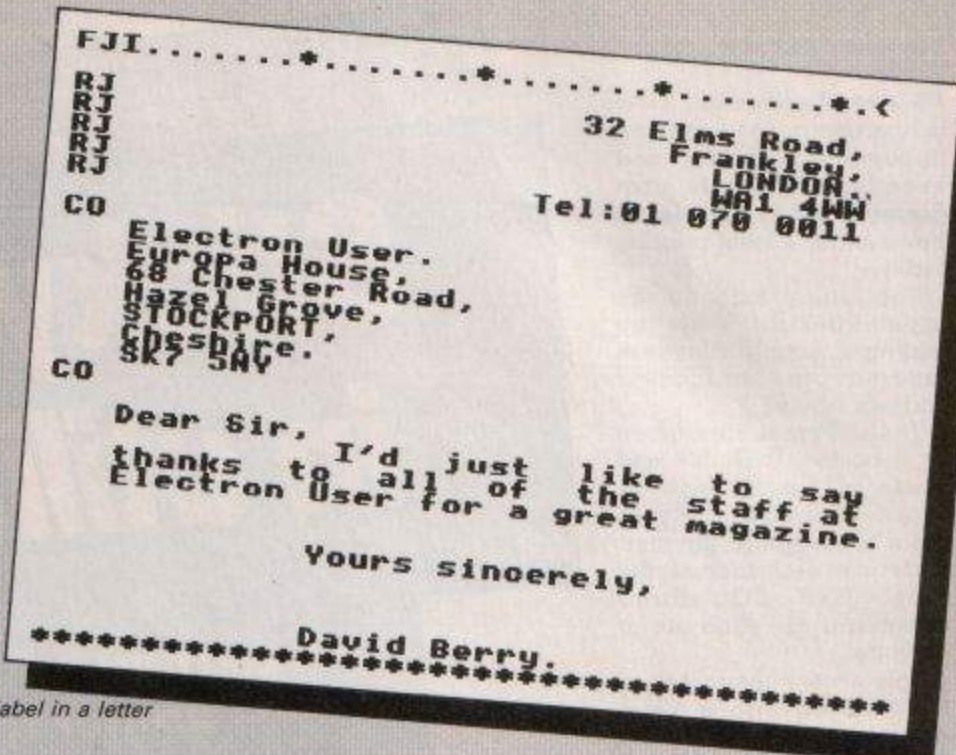 FJI.......*.......*.......*.......*.<
RJ 32 Elms Road,
RJ Frankley,
RJ LONDON..
RJ WA1 4WW
RJ Tel:01 070 0011
CO
Electron User.
Europa House,
68 Chester Road,
Hazel Grove,
STOCKPORT,
Cheshire.
SK7 5NY
CO
Dear Sir,
I'd just like to say
thanks to all of the staff at
Electron User for a great magazine.
Yours sincerely,
David Berry.
****************************************
abel in a letter